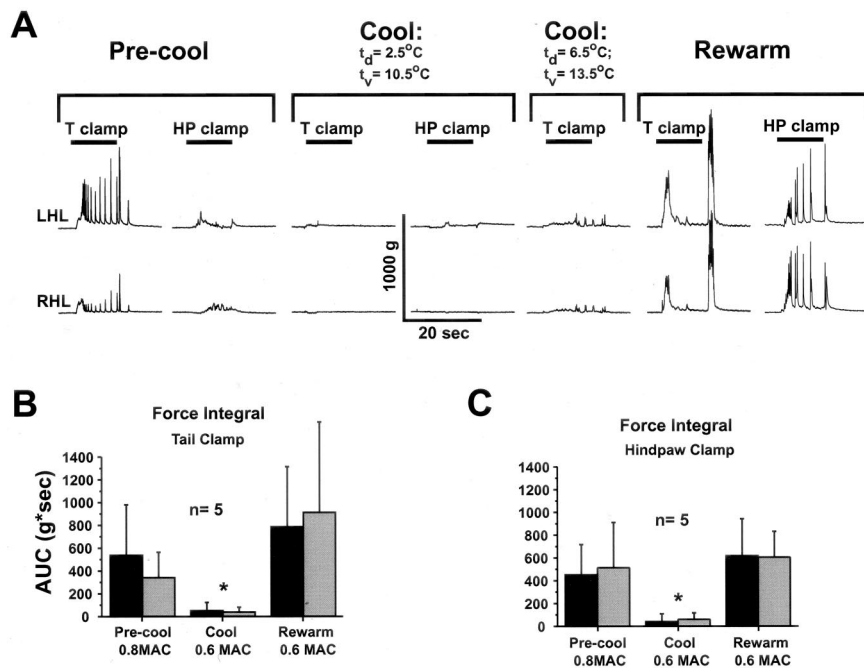 A
Pre-cool
Cool:
td= 2.5°C
tv= 10.5°C
Cool:
td= 6.5°C;
tv= 13.5°C
Rewarm
T clamp
HP clamp
T clamp
HP clamp
T clamp
T clamp
HP clamp
LHL
RHL
1000 g
20 sec
B
Force Integral
Tail Clamp
AUC (g*sec)
1400
1200
1000
800
600
400
200
0
n= 5
*
Pre-cool
0.8MAC
Cool
0.6 MAC
Rewarm
0.6 MAC
C
Force Integral
Hindpaw Clamp
1400
1200
1000
800
600
400
200
0
n= 5
*
Pre-cool
0.8MAC
Cool
0.6 MAC
Rewarm
0.6 MAC